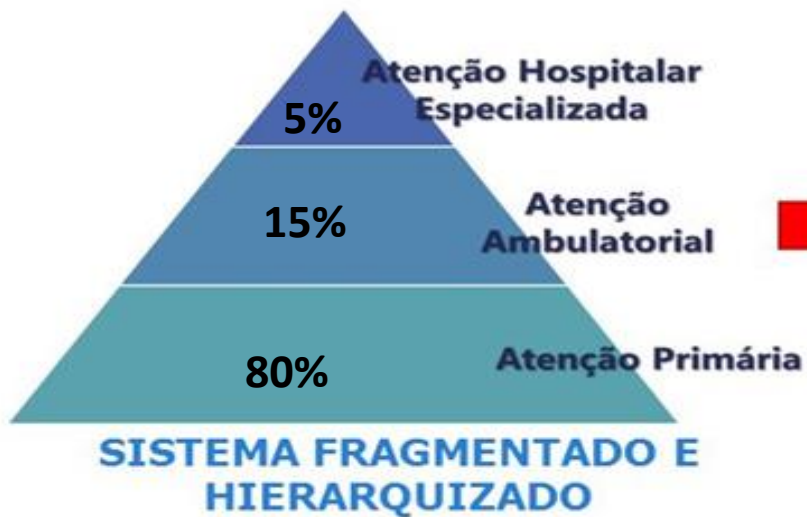 Atenção Hospitalar
Especializada
5%
15%
Atenção
Ambulatorial
80%
Atenção Primária
SISTEMA FRAGMENTADO E
HIERARQUIZADO